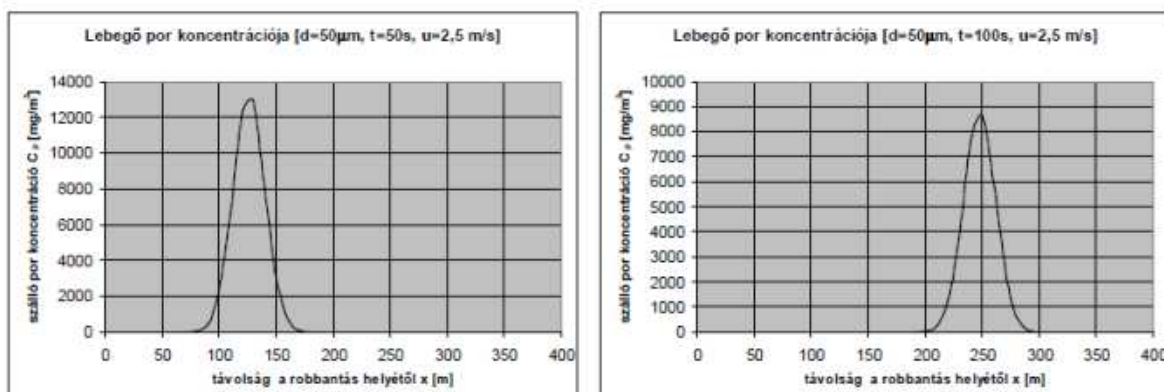 Lebegő por koncentrációja [d=50µm, t=50s, u=2,5 m/s]
szálló por koncentráció C p [mg/m³]
14000
12000
10000
8000
6000
4000
2000
0
0 50 100 150 200 250 300 350 400
távolság a robbantás helyétől x [m]
Lebegő por koncentrációja [d=50µm, t=100s, u=2,5 m/s]
szálló por koncentráció C p [mg/m³]
10000
9000
8000
7000
6000
5000
4000
3000
2000
1000
0
0 50 100 150 200 250 300 350 400
távolság a robbantás helyétől x [m]